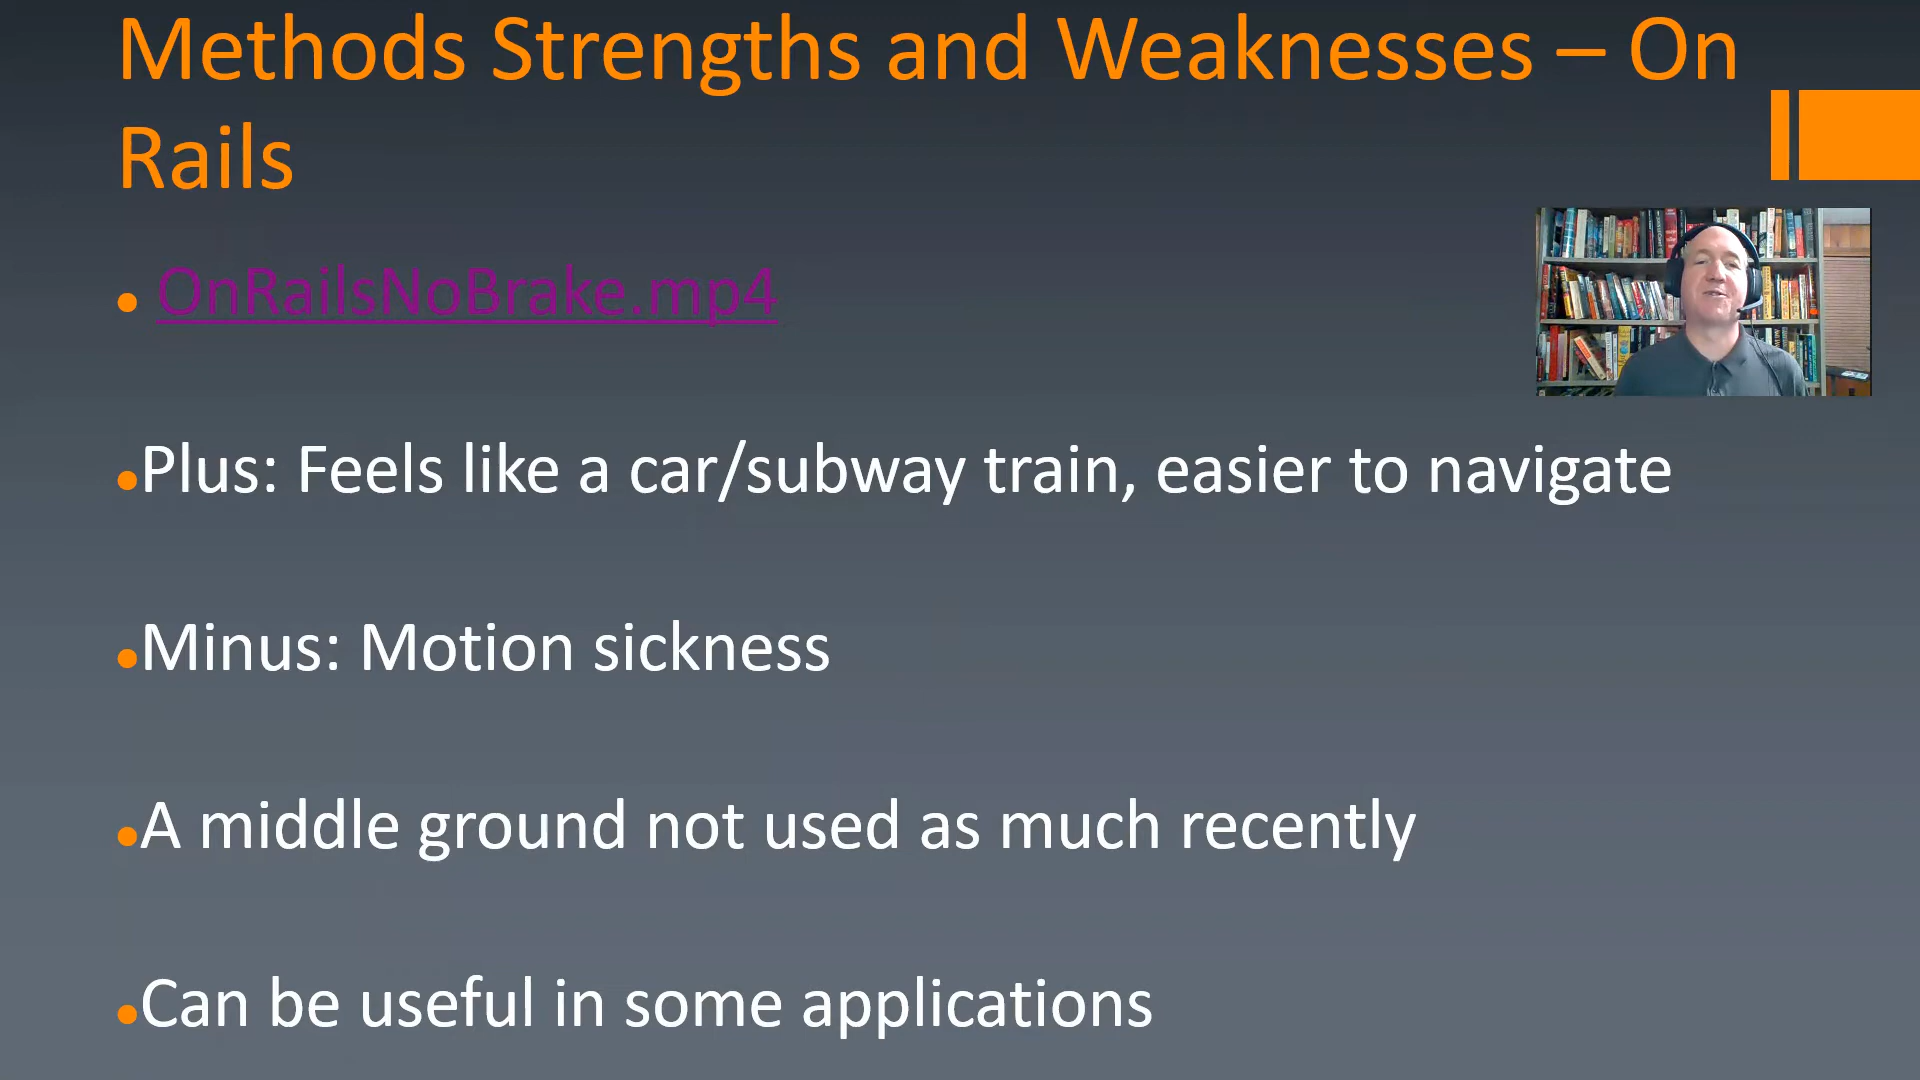 Methods Strengths and Weaknesses – On
Rails
OnRailsNoBrake.mp4
Plus: Feels like a car/subway train, easier to navigate
Minus: Motion sickness
A middle ground not used as much recently
Can be useful in some applications